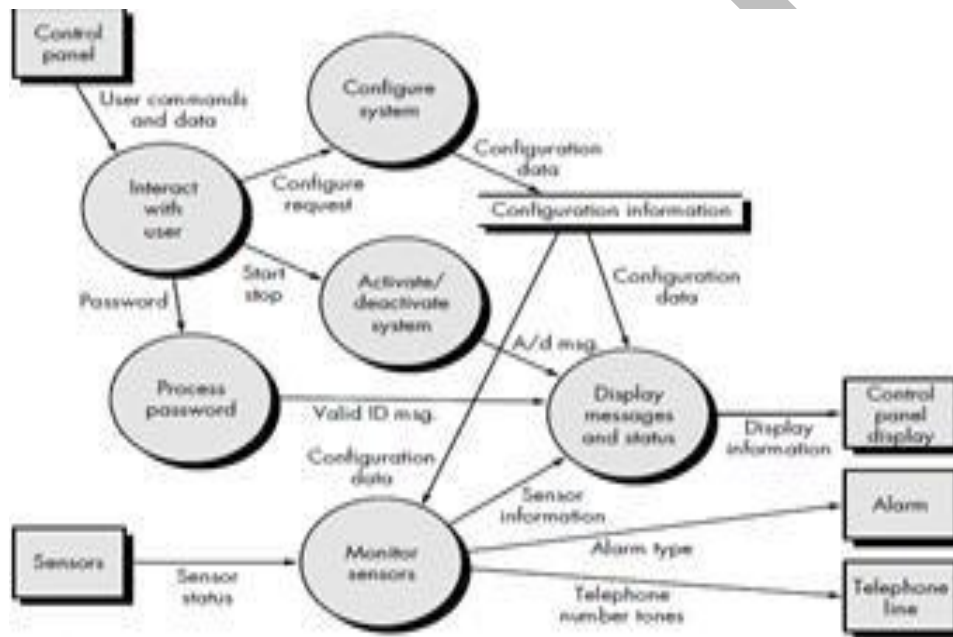 Control
panel
User commands
and data
Configure
system
Configuration
data
Interact
with
user
Configure
request
Configuration information
Start
stop
Activate/
deactivate
system
Configuration
data
Password
A/d msg.
Process
password
Valid ID msg.
Display
messages
and status
Control
panel
display
Display
information
Configuration
data
Sensor
information
Alarm
Sensors
Sensor
status
Monitor
sensors
Alarm type
Telephone
number tones
Telephone
line